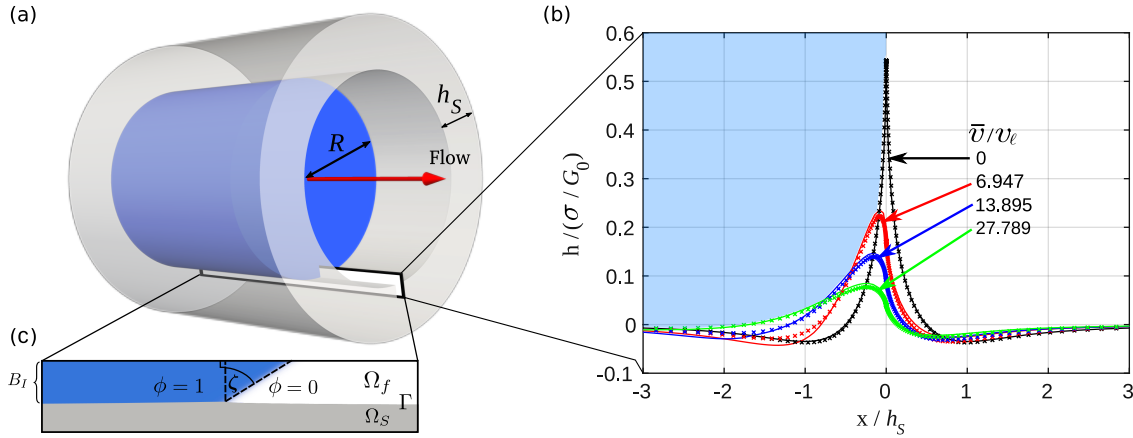 (a)
h_S
R
Flow
(b)
h / (σ / G_0)
0.6
0.5
0.4
0.3
0.2
0.1
0
-0.1
-3
-2
-1
0
1
2
3
x / h_S
v̅/v_ℓ
0
6.947
13.895
27.789
(c)
B_I
ϕ = 1
ζ
ϕ = 0
Ω_f
Γ
Ω_S